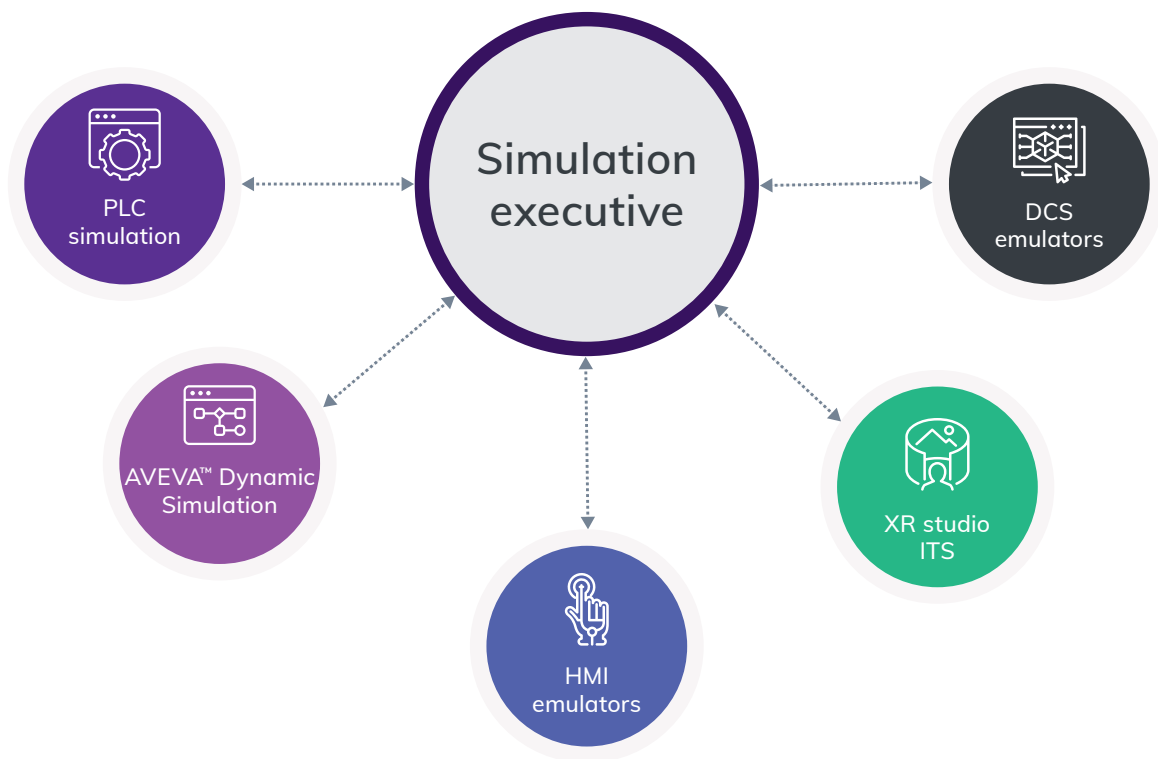 Simulation
executive
PLC
simulation
DCS
emulators
AVEVA™ Dynamic
Simulation
XR studio
ITS
HMI
emulators